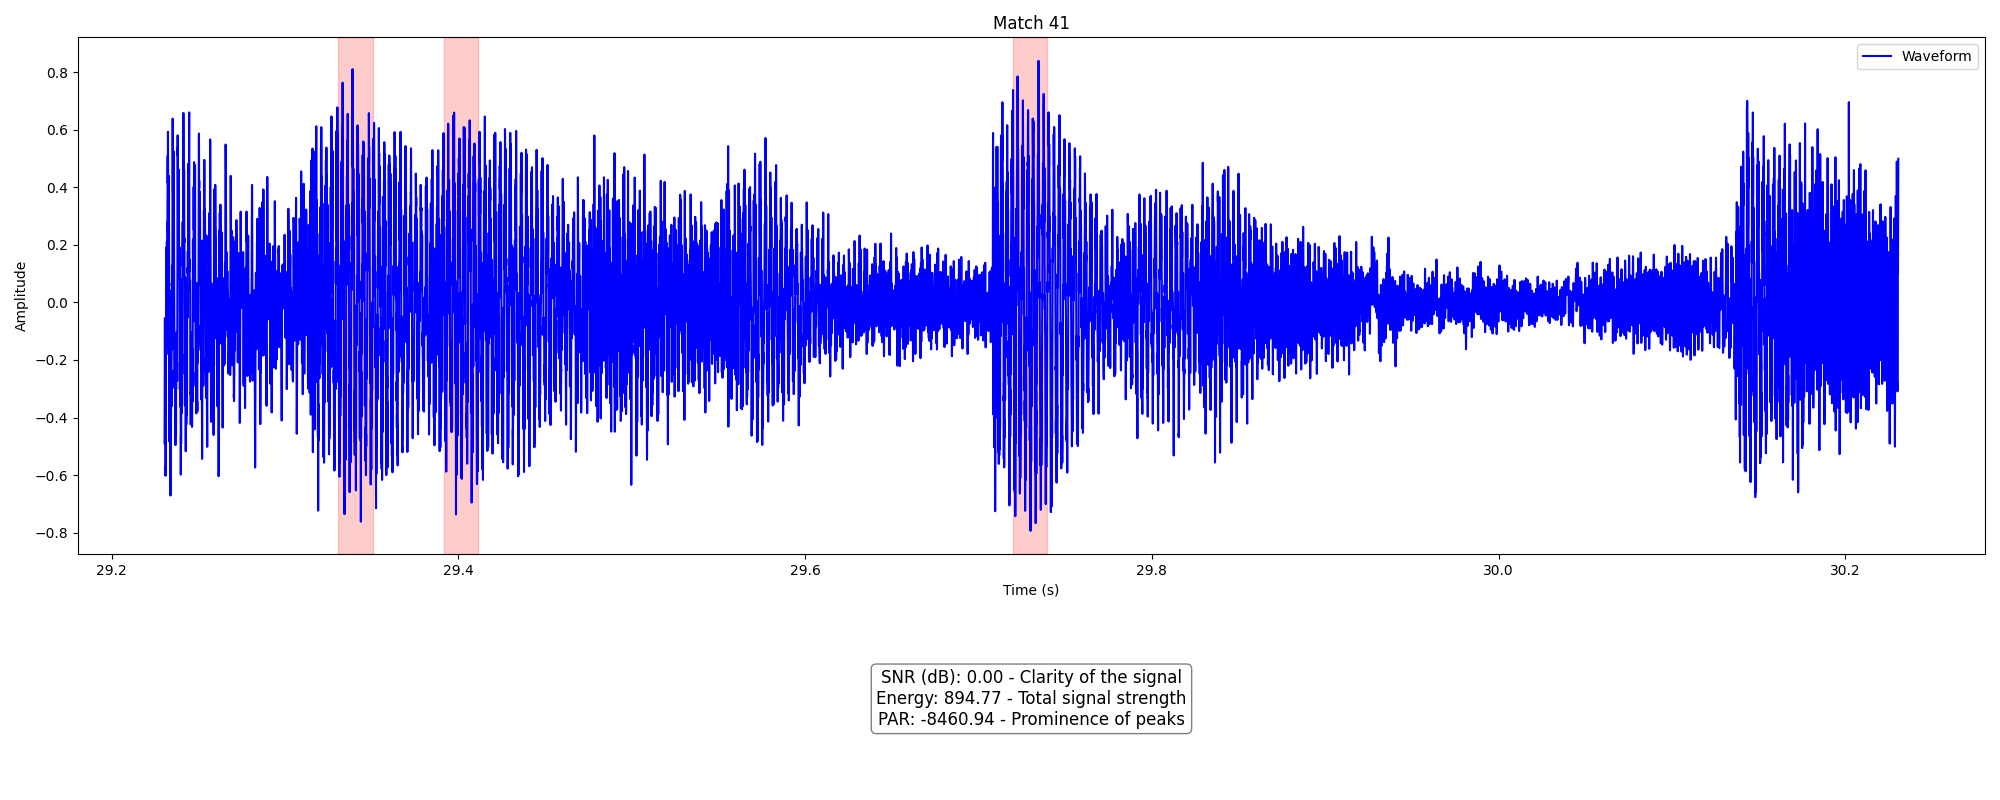 Match 41
Waveform
Amplitude
0.8
0.6
0.4
0.2
0.0
−0.2
−0.4
−0.6
−0.8
29.2 29.4 29.6 29.8 30.0 30.2
Time (s)
SNR (dB): 0.00 - Clarity of the signal
Energy: 894.77 - Total signal strength
PAR: -8460.94 - Prominence of peaks